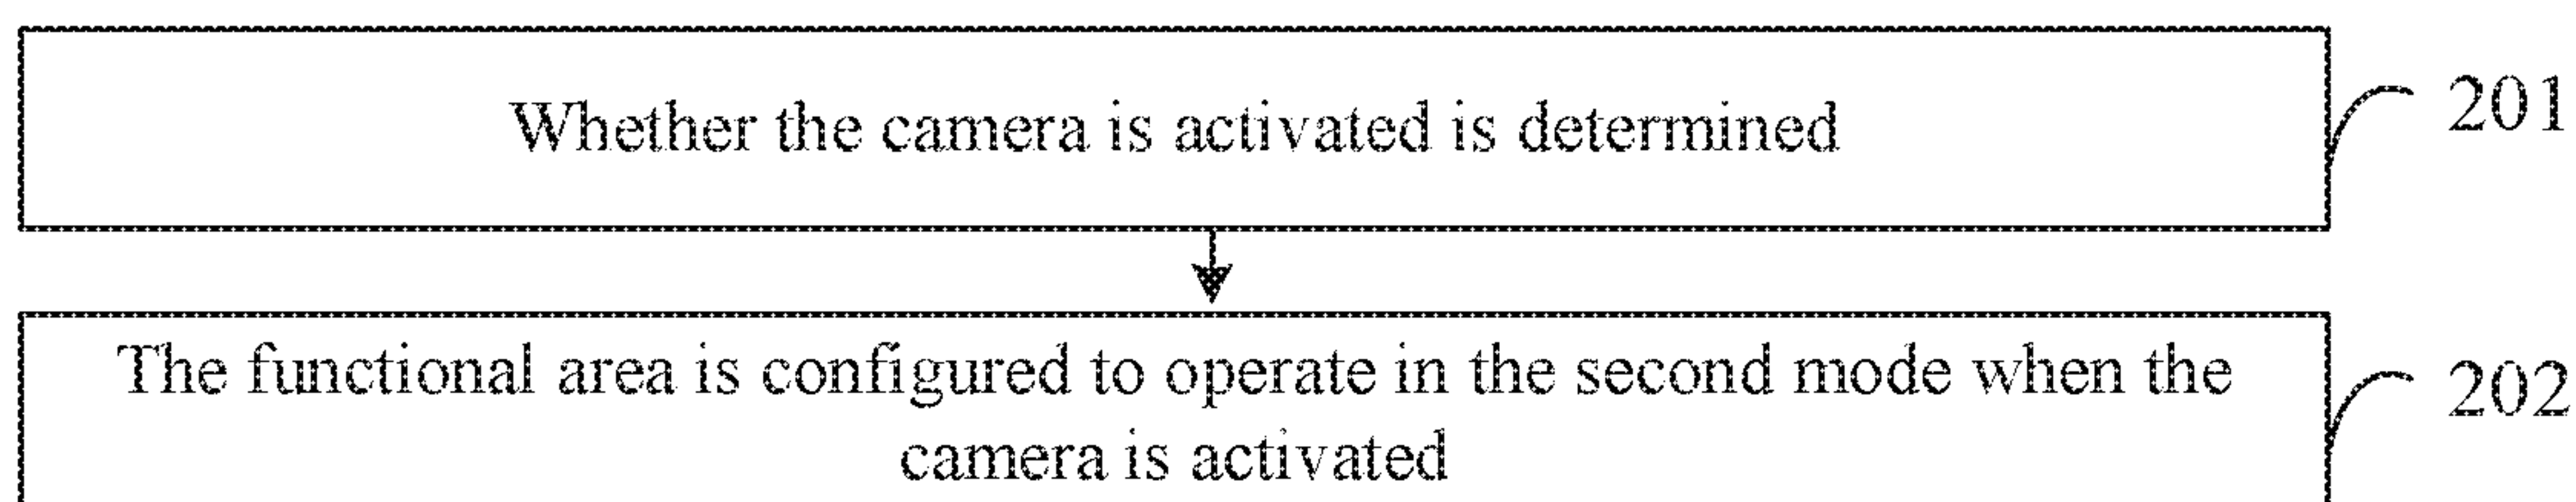 Whether the camera is activated is determined
201
The functional area is configured to operate in the second mode when the
camera is activated
202